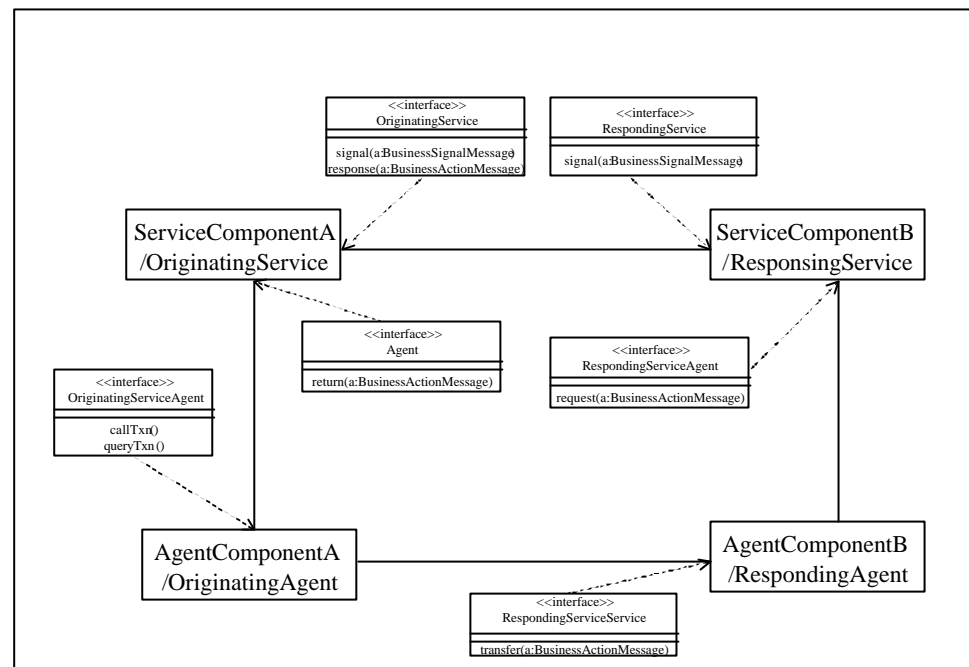 <<interface>>
OriginatingService
signal(a:BusinessSignalMessage)
response(a:BusinessActionMessage)
<<interface>>
RespondingService
signal(a:BusinessSignalMessage)
ServiceComponentA
/OriginatingService
ServiceComponentB
/ResponsingService
<<interface>>
Agent
return(a:BusinessActionMessage)
<<interface>>
RespondingServiceAgent
request(a:BusinessActionMessage)
<<interface>>
OriginatingServiceAgent
callTxn()
queryTxn()
AgentComponentA
/OriginatingAgent
AgentComponentB
/RespondingAgent
<<interface>>
RespondingServiceService
transfer(a:BusinessActionMessage)